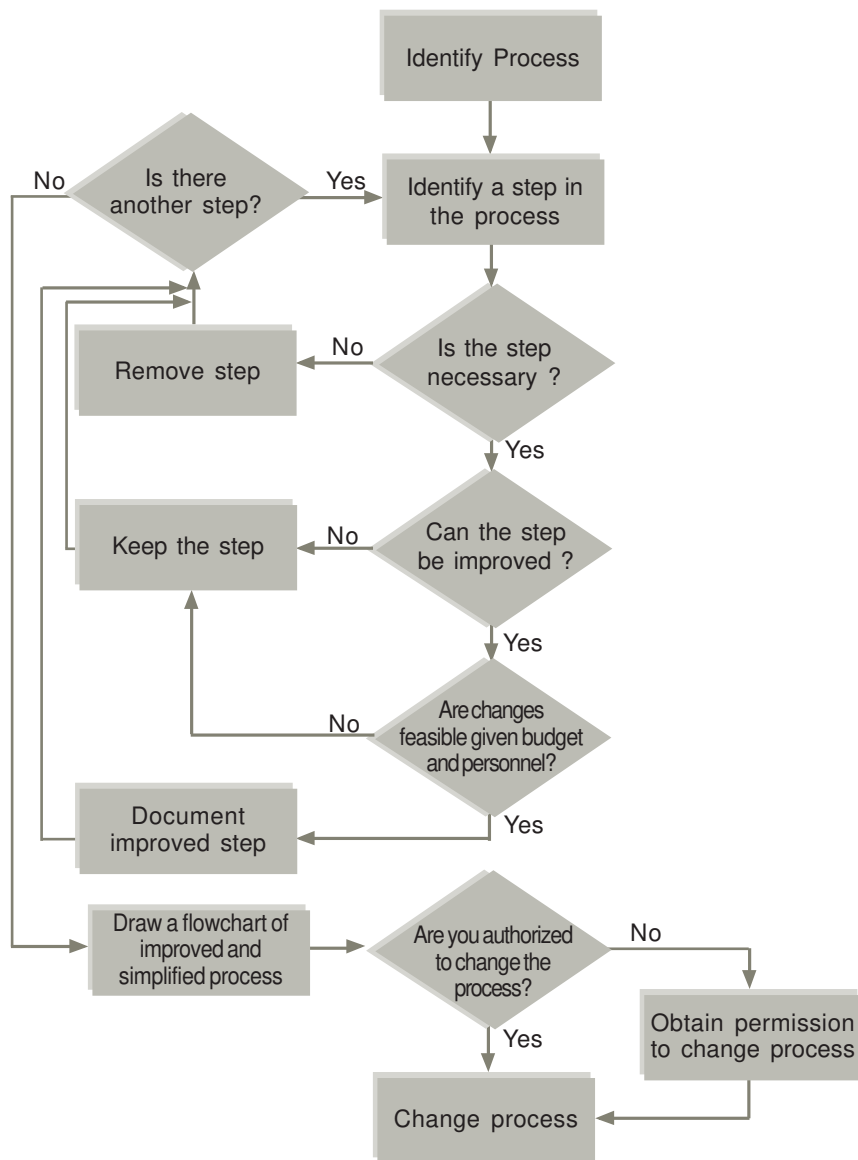 Identify Process
No
Is there
another step?
Yes
Identify a step in
the process
Remove step
No
Is the step
necessary ?
Yes
Keep the step
No
Can the step
be improved ?
Yes
No
Are changes
feasible given budget
and personnel?
Document
improved step
Yes
Draw a flowchart of
improved and
simplified process
Are you authorized
to change the
process?
No
Yes
Obtain permission
to change process
Change process